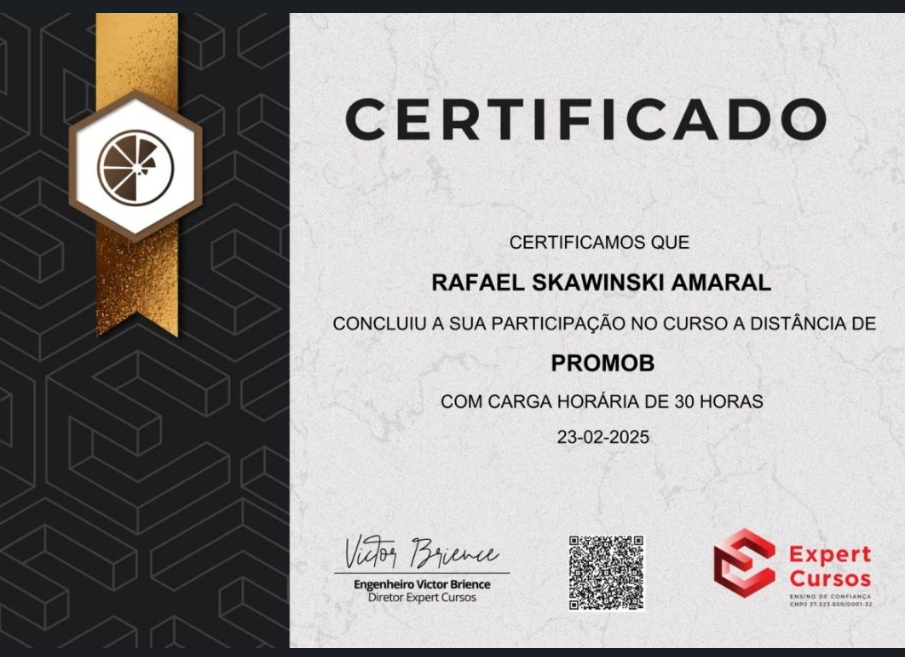 CERTIFICADO
CERTIFICAMOS QUE
RAFAEL SKAWINSKI AMARAL
CONCLUIU A SUA PARTICIPAÇÃO NO CURSO A DISTÂNCIA DE
PROMOB
COM CARGA HORÁRIA DE 30 HORAS
23-02-2025
Victor Brience
Engenheiro Victor Brience
Diretor Expert Cursos
Expert
Cursos
ENSINO DE CONFIANÇA
CNPJ 37.523.659/0001-32